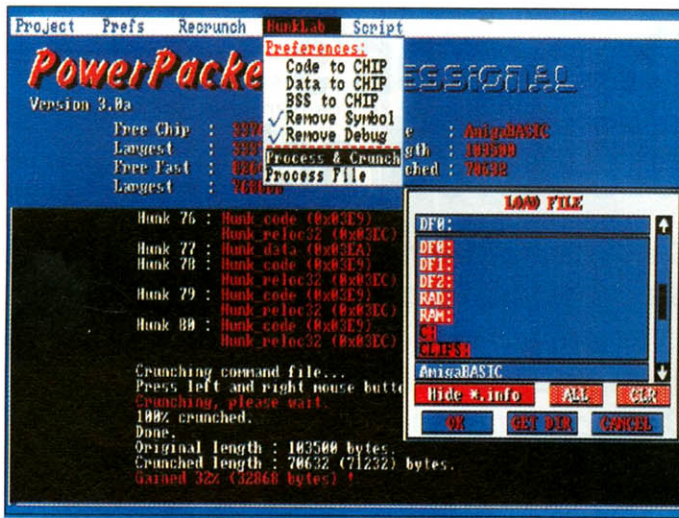 Project Prefs Recrunch HunkLab Script
Preferences:
Code to CHIP
Data to CHIP
BSS to CHIP
✓Remove Symbol
✓Remove Debug
Process & Crunch
Process File
PowerPacke ESSIONAL
Version 3.0a
Free Chip :
Largest :
Free Fast :
Largest :
e : AmigaBASIC
gth : 103500
ched : 70632
Hunk 76 : Hunk_code (0x03E9)
Hunk_reloc32 (0x03EC)
Hunk 77 : Hunk_data (0x03EA)
Hunk 78 : Hunk_code (0x03E9)
Hunk_reloc32 (0x03EC)
Hunk 79 : Hunk_code (0x03E9)
Hunk_reloc32 (0x03EC)
Hunk 80 : Hunk_code (0x03E9)
Hunk_reloc32 (0x03EC)
Crunching command file...
Press left and right mouse butto
Crunching, please wait.
100% crunched.
Done.
Original length : 103500 bytes.
Crunched length : 70632 (71232) bytes.
Gained 32% (32868 bytes) !
LOAD FILE
DF0:
DF0:
DF1:
DF2:
RAD:
RAM:
C:
CLIPS:
AmigaBASIC
Hide *.info ALL CLR
OK GET DIR CANCEL